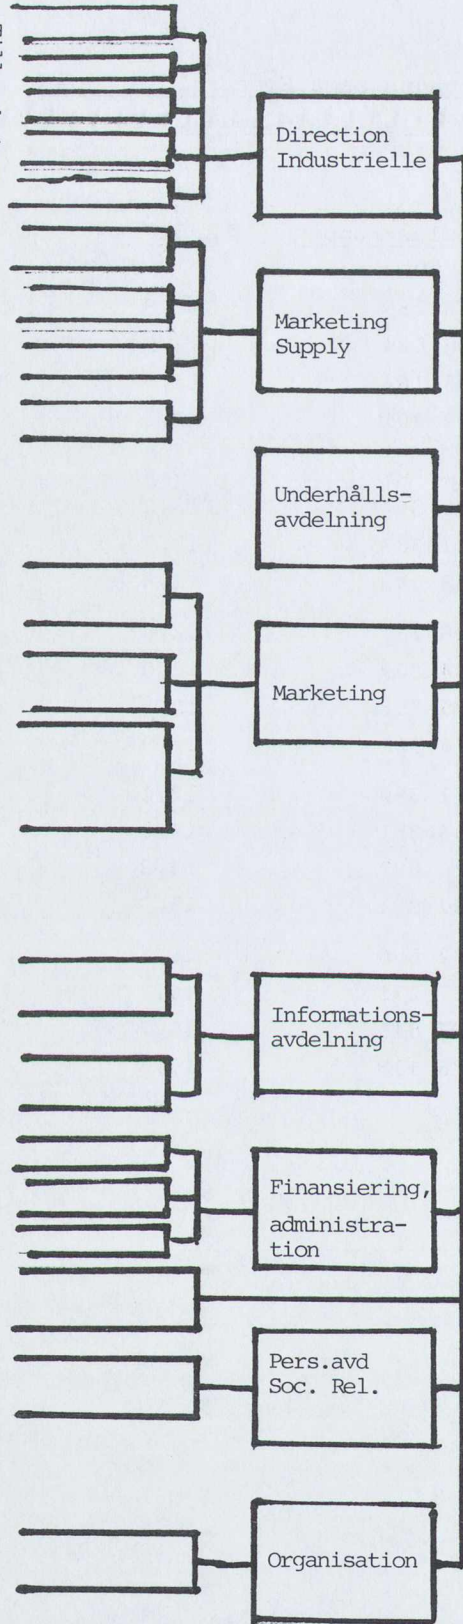 Direction
Industrielle
Marketing
Supply
Underhålls-
avdelning
Marketing
Informations-
avdelning
Finansiering,
administra-
tion
Pers.avd
Soc. Rel.
Organisation